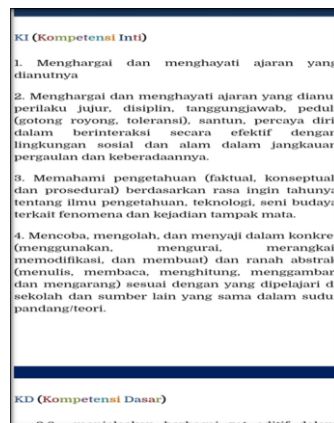 KI (Kompetensi Inti)
1. Menghargai dan menghayati ajaran yang
dianutnya
2. Menghargai dan menghayati ajaran yang dianu
perilaku jujur, disiplin, tanggungjawab, pedul
(gotong royong, toleransi), santun, percaya diri
dalam berinteraksi secara efektif dengan
lingkungan sosial dan alam dalam jangkauan
pergaulan dan keberadaannya.
3. Memahami pengetahuan (faktual, konseptual
dan prosedural) berdasarkan rasa ingin tahunya
tentang ilmu pengetahuan, teknologi, seni budaya
terkait fenomena dan kejadian tampak mata.
4. Mencoba, mengolah, dan menyaji dalam konkre
(menggunakan, mengurai, merangkai
memodifikasi, dan membuat) dan ranah abstrak
(menulis, membaca, menghitung, menggambar
dan mengarang) sesuai dengan yang dipelajari d
sekolah dan sumber lain yang sama dalam sudu
pandang/teori.
KD (Kompetensi Dasar)